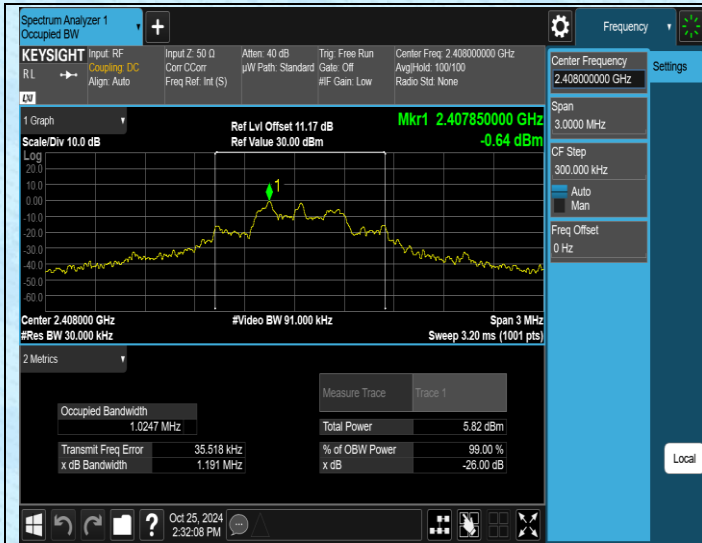 Spectrum Analyzer 1
Occupied BW
+
Frequency
KEYSIGHT
R L
LXI
Input: RF
Coupling: DC
Align: Auto
Input Z: 50 Ω
Corr CCorr
Freq Ref: Int (S)
Atten: 40 dB
µW Path: Standard
Trig: Free Run
Gate: Off
#IF Gain: Low
Center Freq: 2.408000000 GHz
Avg|Hold: 100/100
Radio Std: None
Center Frequency
2.408000000 GHz
Settings
Span
3.0000 MHz
CF Step
300.000 kHz
Auto
Man
Freq Offset
0 Hz
Local
1 Graph
Scale/Div 10.0 dB
Ref Lvl Offset 11.17 dB
Ref Value 30.00 dBm
Mkr1 2.407850000 GHz
-0.64 dBm
Log
20.0
10.0
0.00
-10.0
-20.0
-30.0
-40.0
-50.0
-60.0
1
Center 2.408000 GHz
#Res BW 30.000 kHz
#Video BW 91.000 kHz
Span 3 MHz
Sweep 3.20 ms (1001 pts)
2 Metrics
Measure Trace Trace 1
Occupied Bandwidth
1.0247 MHz
Total Power 5.82 dBm
Transmit Freq Error 35.518 kHz
% of OBW Power 99.00 %
x dB Bandwidth 1.191 MHz
x dB -26.00 dB
?
Oct 25, 2024
2:32:08 PM